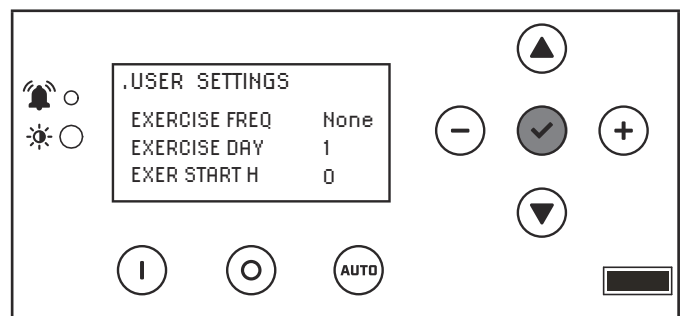 .USER SETTINGS
EXERCISE FREQ None
EXERCISE DAY 1
EXER START H 0
AUTO